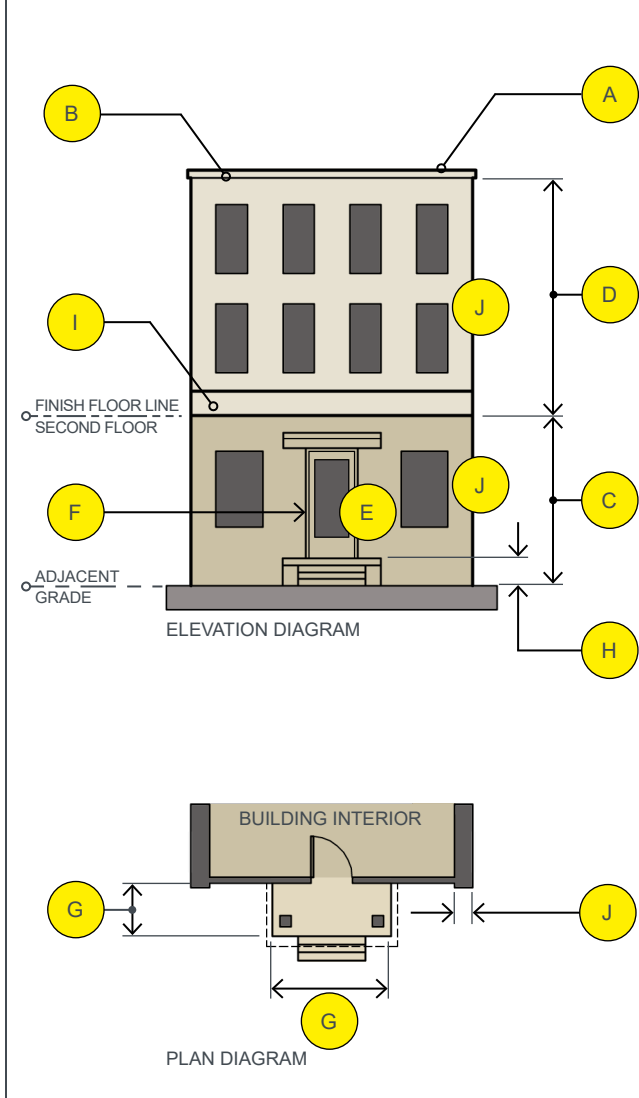 A
B
D
J
I
FINISH FLOOR LINE
SECOND FLOOR
J
C
F
E
ADJACENT
GRADE
ELEVATION DIAGRAM
H
BUILDING INTERIOR
G
J
G
PLAN DIAGRAM